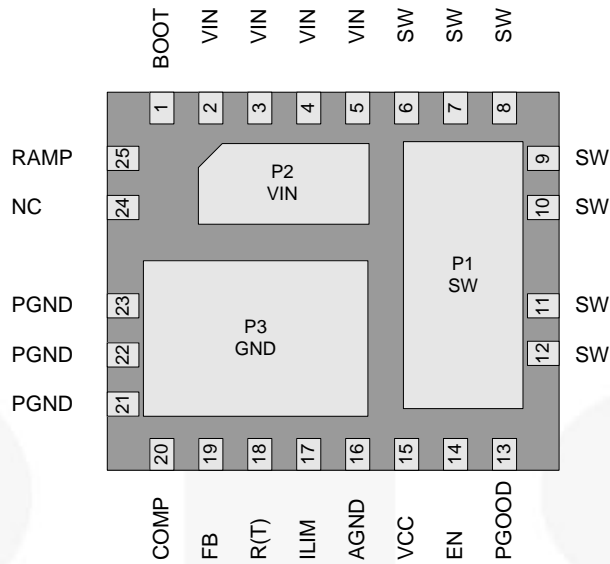 BOOT
VIN
VIN
VIN
VIN
SW
SW
SW
1
2
3
4
5
6
7
8
RAMP
25
P2
VIN
9
SW
NC
24
10
SW
P1
SW
PGND
23
P3
GND
11
SW
PGND
22
12
SW
PGND
21
20
19
18
17
16
15
14
13
COMP
FB
R(T)
ILIM
AGND
VCC
EN
PGOOD